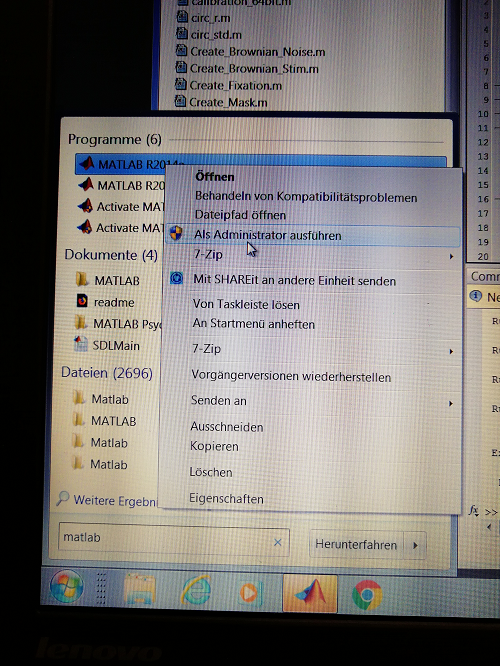 calibration_64bit.m
circ_r.m
circ_std.m
Create_Brownian_Noise.m
Create_Brownian_Stim.m
Create_Fixation.m
Create_Mask.m
8
9
10
11
12
13
14
15
16
17
18
19
20
Programme (6)
MATLAB R2014a
MATLAB R20
Activate MAT
Activate MAT
Dokumente (4)
MATLAB
readme
MATLAB Psyc
SDLMain
Dateien (2696)
Matlab
MATLAB
Matlab
Matlab
Weitere Ergebni
matlab
Herunterfahren
Öffnen
Behandeln von Kompatibilitätsproblemen
Dateipfad öffnen
Als Administrator ausführen
7-Zip
Mit SHAREit an andere Einheit senden
Von Taskleiste lösen
An Startmenü anheften
7-Zip
Vorgängerversionen wiederherstellen
Senden an
Ausschneiden
Kopieren
Löschen
Eigenschaften
Comm
Ne
fx >>
lenovo